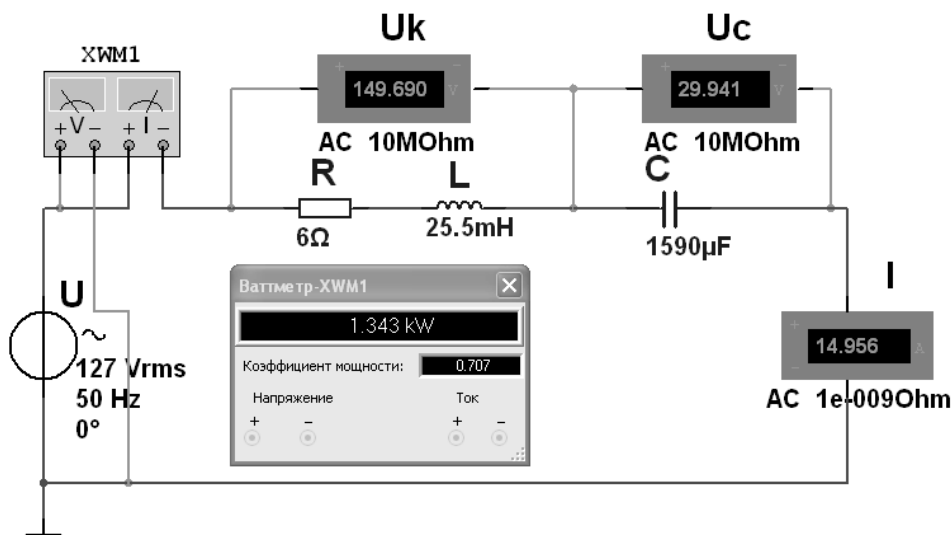 Uk
Uc
XWM1
+ −
149.690 V
+ −
29.941 V
+V− +I−
AC 10MOhm
AC 10MOhm
R
L
C
6Ω
25.5mH
1590µF
Ваттметр-XWM1
1.343 kW
Коэффициент мощности: 0.707
Напряжение Ток
+ − + −
U
127 Vrms
50 Hz
0°
I
+
14.956 A
−
AC 1e-009Ohm